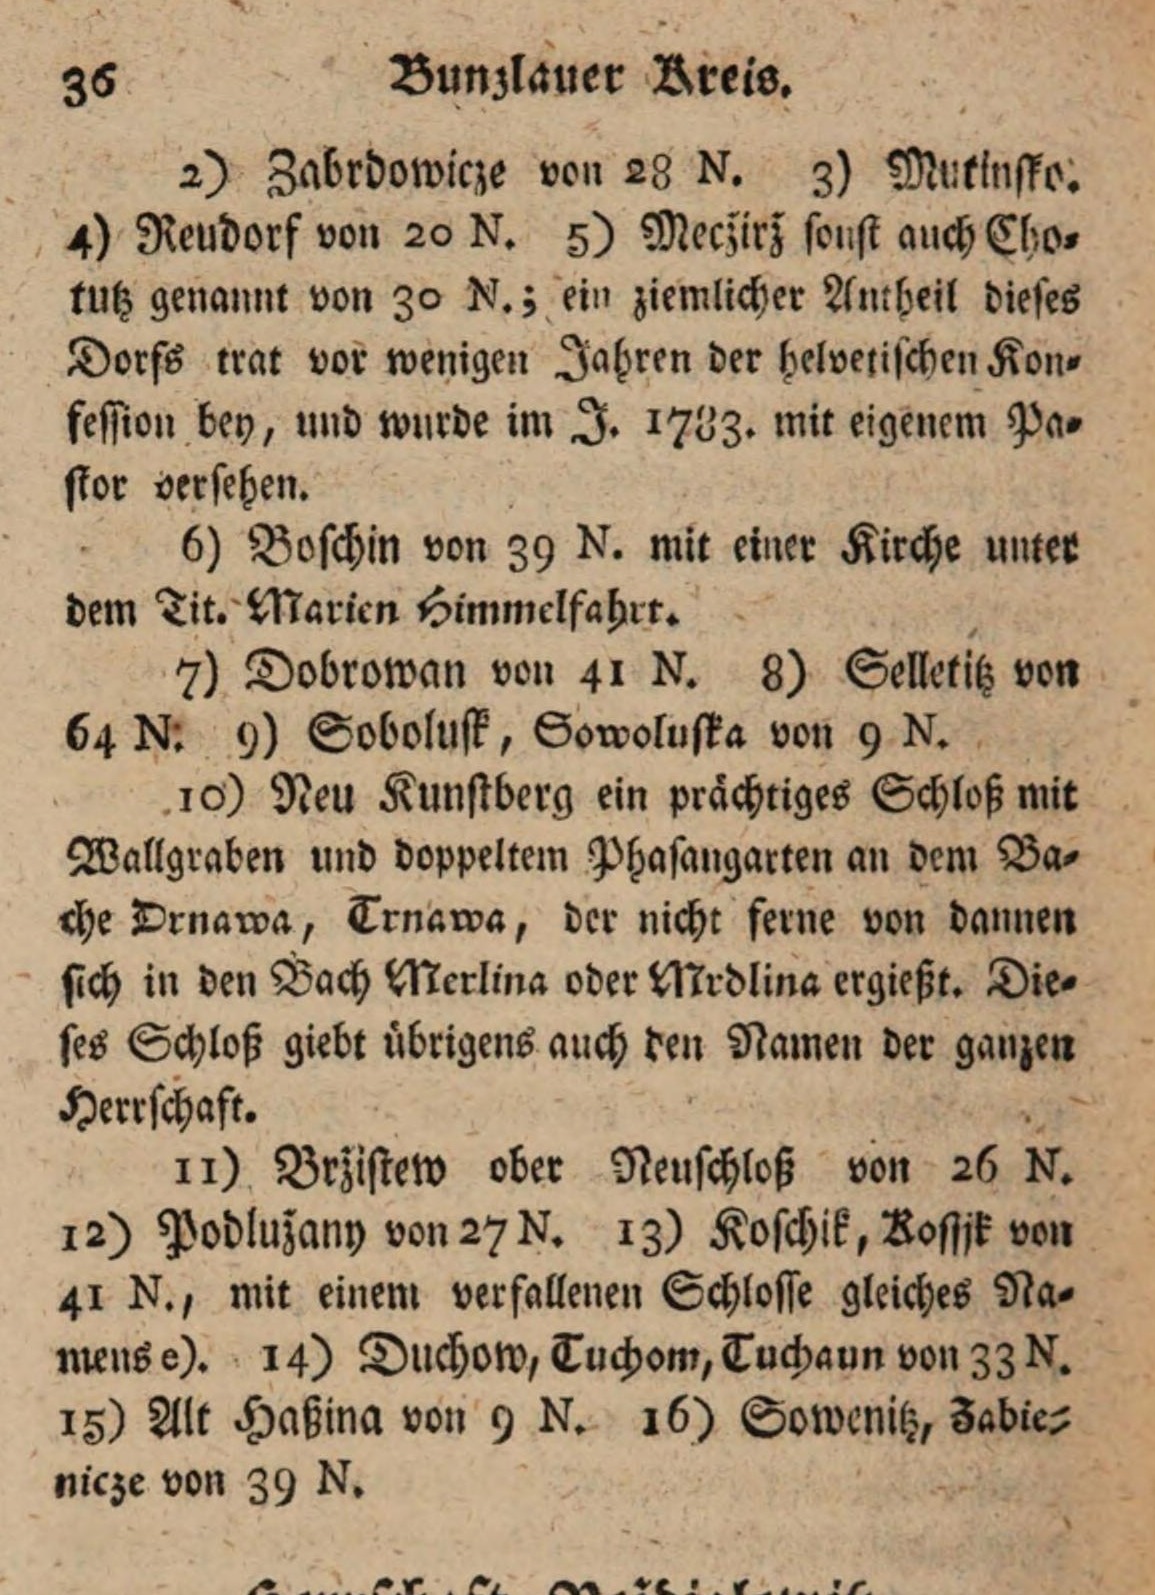 36 Bunzlauer Kreis.
2) Zabrdowicze von 28 N. 3) Mutinsko.
4) Neudorf von 20 N. 5) Meczirz sonst auch Cho-
tutz genannt von 30 N.; ein ziemlicher Antheil dieses
Dorfs trat vor wenigen Jahren der helvetischen Kon-
fession bey, und wurde im J. 1783. mit eigenem Pa-
stor versehen.
6) Boschin von 39 N. mit einer Kirche unter
dem Tit. Marien Himmelfahrt.
7) Dobrowan von 41 N. 8) Selletitz von
64 N. 9) Sobolusk, Sowoluska von 9 N.
10) Neu Kunstberg ein prächtiges Schloß mit
Wallgraben und doppeltem Phasangarten an dem Ba-
che Drnawa, Trnawa, der nicht ferne von dannen
sich in den Bach Merlina oder Mrdlina ergießt. Die-
ses Schloß giebt übrigens auch den Namen der ganzen
Herrschaft.
11) Bržistew ober Neuschloß von 26 N.
12) Podlužany von 27 N. 13) Koschik, Kossjk von
41 N., mit einem verfallenen Schlosse gleiches Na-
mens e). 14) Duchow, Tuchom, Tuchaun von 33 N.
15) Alt Haßina von 9 N. 16) Sowenitz, Zabie-
nicze von 39 N.